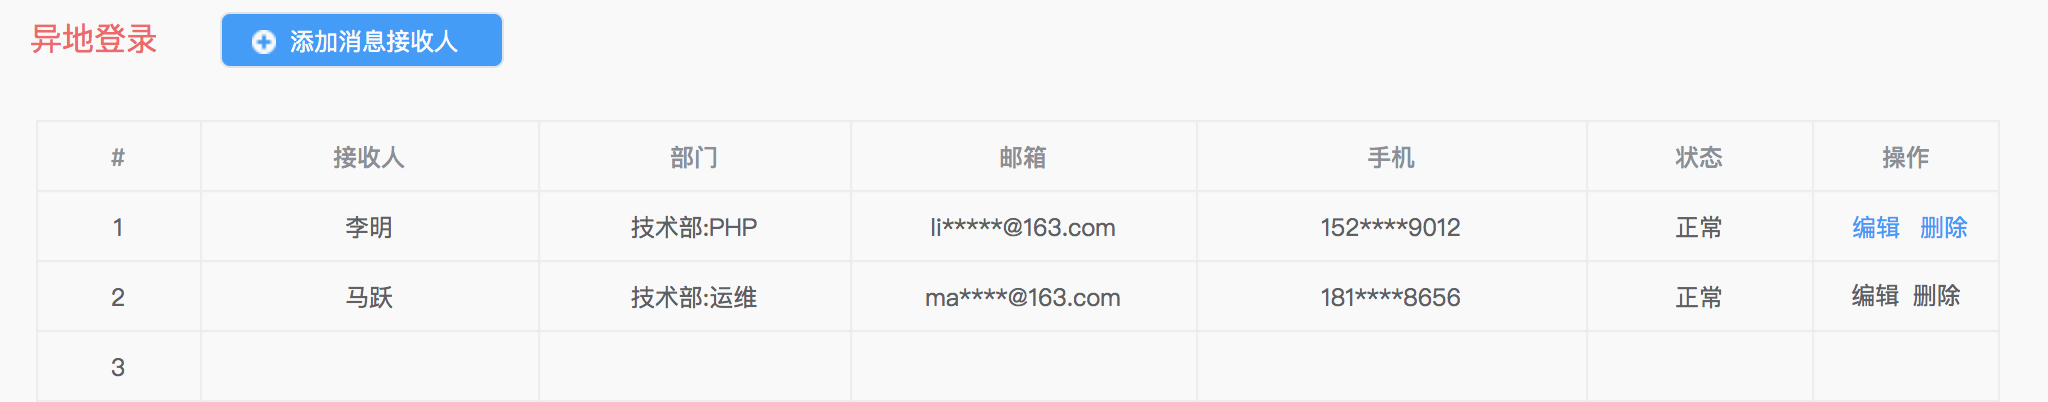 异地登录 添加消息接收人
# 接收人 部门 邮箱 手机 状态 操作
1 李明 技术部:PHP li*****@163.com 152****9012 正常 编辑 删除
2 马跃 技术部:运维 ma****@163.com 181****8656 正常 编辑 删除
3